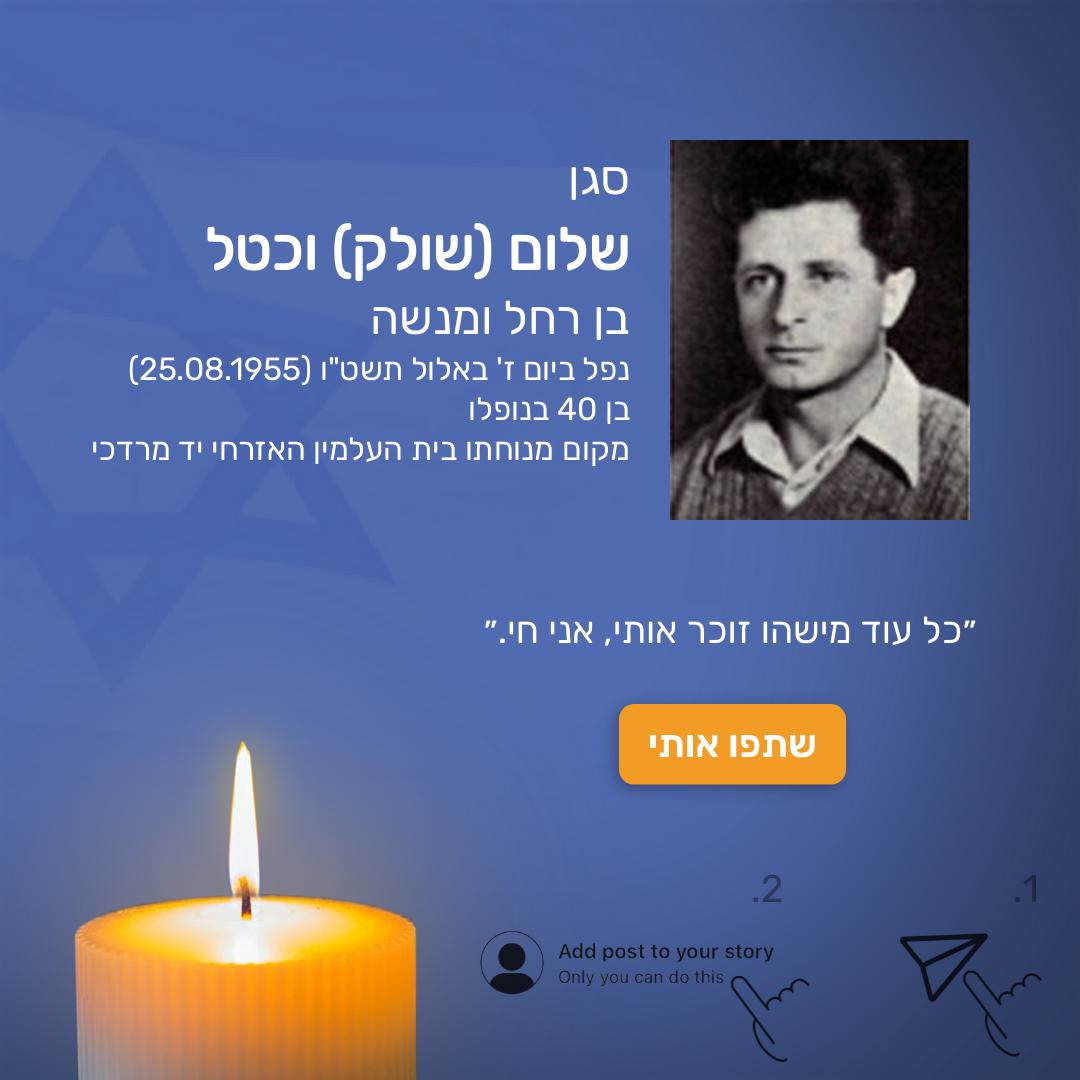 סגן
שלום (שולק) וכטל
בן רחל ומנשה
נפל ביום ז' באלול תשט"ו (25.08.1955)
בן 40 בנופלו
מקום מנוחתו בית העלמין האזרחי יד מרדכי
״כל עוד מישהו זוכר אותי, אני חי.״
שתפו אותי
1.
2.
Add post to your story
Only you can do this